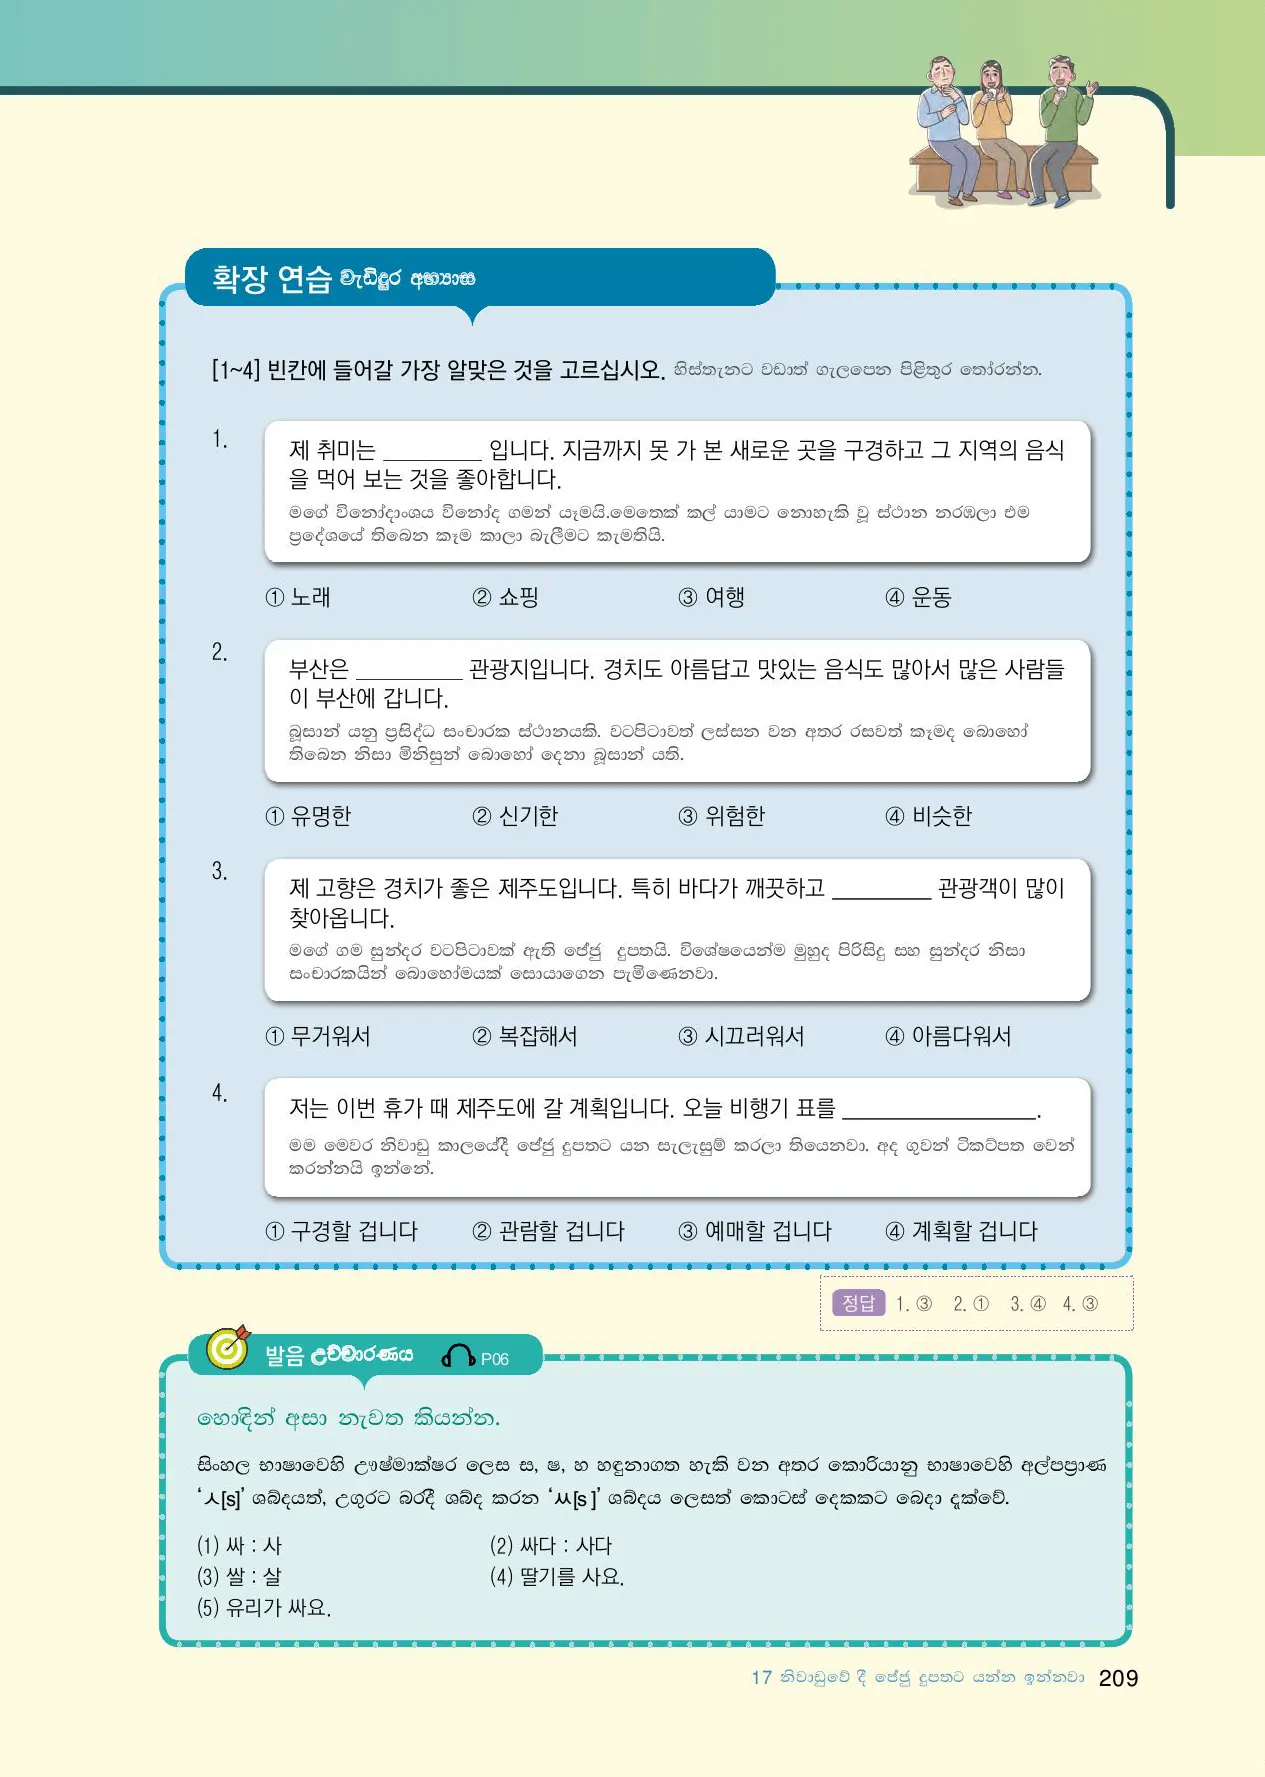 확장 연습 වැඩිදුර අභ්‍යාස
[1~4] 빈칸에 들어갈 가장 알맞은 것을 고르십시오. හිස්තැනට වඩාත් ගැලපෙන පිළිතුර තෝරන්න.
1.
제 취미는 ________ 입니다. 지금까지 못 가 본 새로운 곳을 구경하고 그 지역의 음식
을 먹어 보는 것을 좋아합니다.
මගේ විනෝදාංශය විනෝද ගමන් යෑමයි.මෙතෙක් කල් යාමට නොහැකි වූ ස්ථාන නරඹලා එම
ප්‍රදේශයේ තිබෙන කෑම කාලා බැලීමට කැමතියි.
① 노래 ② 쇼핑 ③ 여행 ④ 운동
2.
부산은 ________ 관광지입니다. 경치도 아름답고 맛있는 음식도 많아서 많은 사람들
이 부산에 갑니다.
බූසාන් යනු ප්‍රසිද්ධ සංචාරක ස්ථානයකි. වටපිටාවත් ලස්සන වන අතර රසවත් කෑමද බොහෝ
තිබෙන නිසා මිනිසුන් බොහෝ දෙනා බූසාන් යති.
① 유명한 ② 신기한 ③ 위험한 ④ 비슷한
3.
제 고향은 경치가 좋은 제주도입니다. 특히 바다가 깨끗하고 ________ 관광객이 많이
찾아옵니다.
මගේ ගම සුන්දර වටපිටාවක් ඇති ජේජු දූපතයි. විශේෂයෙන්ම මුහුද පිරිසිදු සහ සුන්දර නිසා
සංචාරකයින් බොහෝමයක් සොයාගෙන පැමිණෙනවා.
① 무거워서 ② 복잡해서 ③ 시끄러워서 ④ 아름다워서
4.
저는 이번 휴가 때 제주도에 갈 계획입니다. 오늘 비행기 표를 ________________.
මම මෙවර නිවාඩු කාලයේදී ජේජු දූපතට යන සැලැසුම් කරලා තියෙනවා. අද ගුවන් ටිකට්පත වෙන්
කරන්නයි ඉන්නේ.
① 구경할 겁니다 ② 관람할 겁니다 ③ 예매할 겁니다 ④ 계획할 겁니다
정답 1. ③ 2. ① 3. ④ 4. ③
발음 උච්චාරණය P06
හොඳින් අසා නැවත කියන්න.
සිංහල භාෂාවෙහි ඌෂ්මාක්ෂර ලෙස ස, ෂ, හ හඳුනාගත හැකි වන අතර කොරියානු භාෂාවෙහි අල්පප්‍රාණ
‘ㅅ[s]’ ශබ්දයත්, උගුරට බරදී ශබ්ද කරන ‘ㅆ[s ]’ ශබ්දය ලෙසත් කොටස් දෙකකට බෙදා දැක්වේ.
(1) 싸 : 사 (2) 싸다 : 사다
(3) 쌀 : 살 (4) 딸기를 사요.
(5) 유리가 싸요.
17 නිවාඩුවේ දී ජේජු දූපතට යන්න ඉන්නවා 209